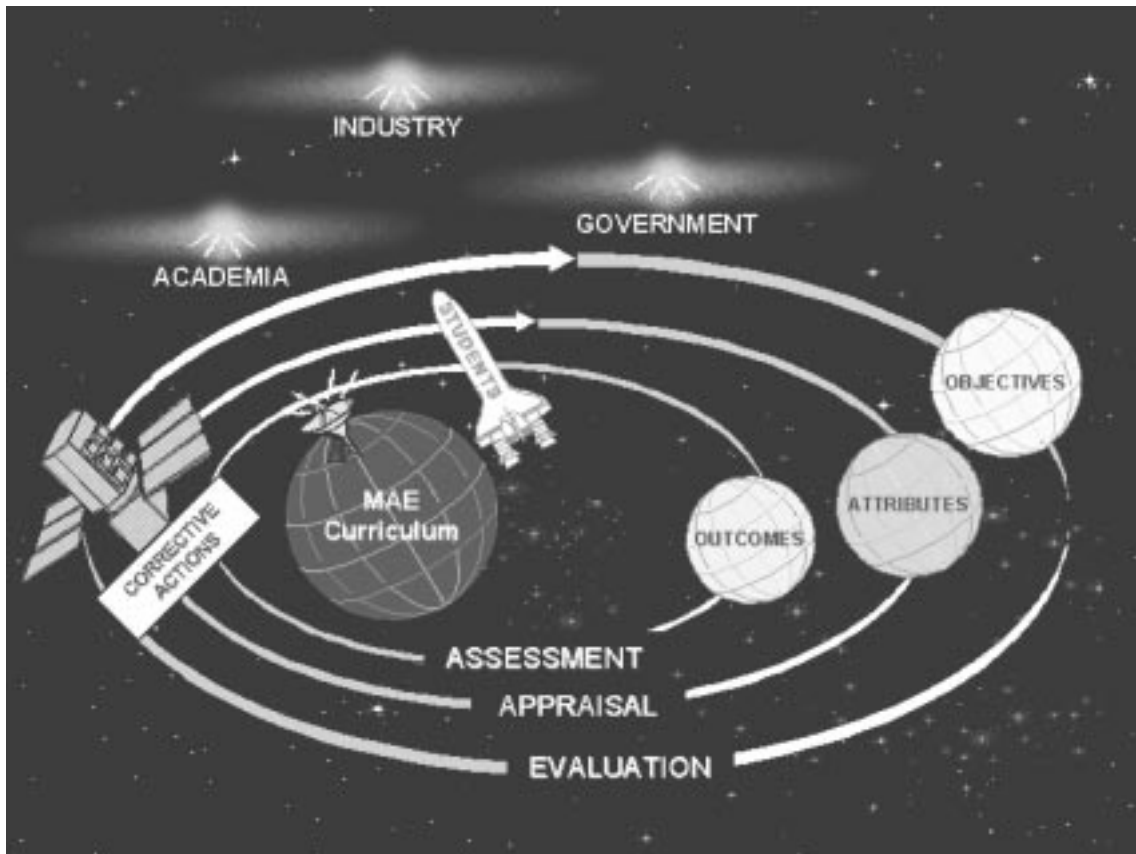 INDUSTRY
GOVERNMENT
ACADEMIA
STUDENTS
OBJECTIVES
MAE
Curriculum
ATTRIBUTES
OUTCOMES
CORRECTIVE
ACTIONS
ASSESSMENT
APPRAISAL
EVALUATION